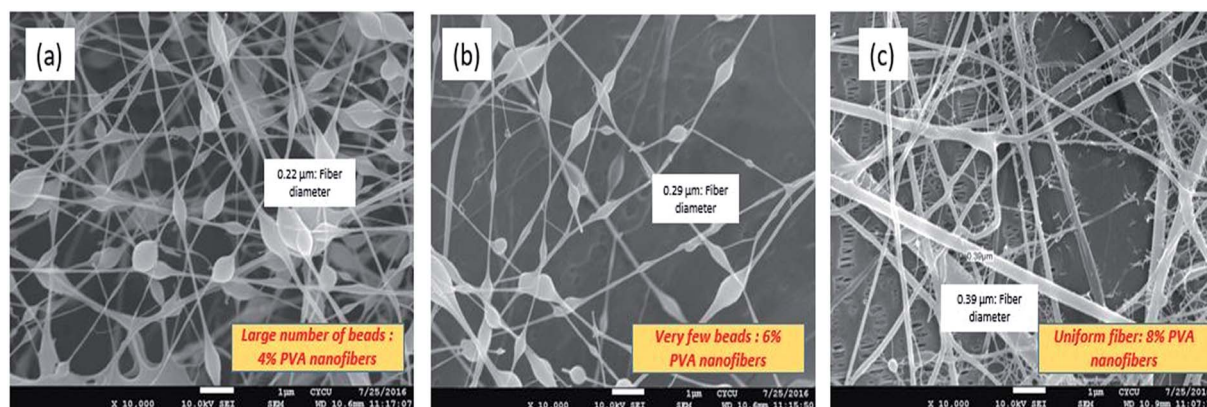 (a)
0.22 µm: Fiber
diameter
Large number of beads :
4% PVA nanofibers
1µm CYCU 7/25/2016
X 10,000 10.0kV SEI SEM WD 10.6mm 11:17:07
(b)
0.29 µm: Fiber
diameter
Very few beads : 6%
PVA nanofibers
1µm CYCU 7/25/2016
X 10,000 10.0kV SEI SEM WD 10.6mm 11:15:50
(c)
0.39µm
0.39 µm: Fiber
diameter
Uniform fiber: 8% PVA
nanofibers
1µm CYCU 7/25/201
X 10,000 10.0kV SEI SEM WD 10.9mm 11:07: